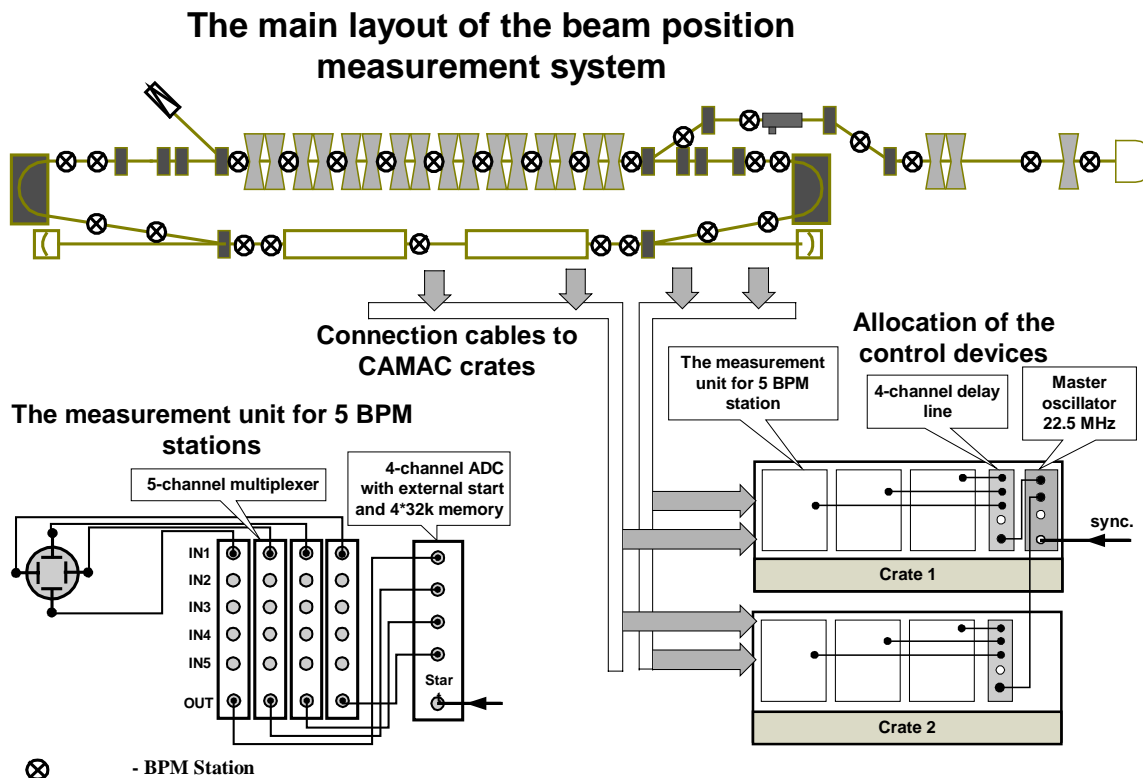 The main layout of the beam position
measurement system
Connection cables to
CAMAC crates
Allocation of the
control devices
The measurement
unit for 5 BPM
station
4-channel delay
line
Master
oscillator
22.5 MHz
The measurement unit for 5 BPM
stations
5-channel multiplexer
4-channel ADC
with external start
and 4*32k memory
IN1
IN2
IN3
IN4
IN5
OUT
Star
t
sync.
Crate 1
Crate 2
- BPM Station